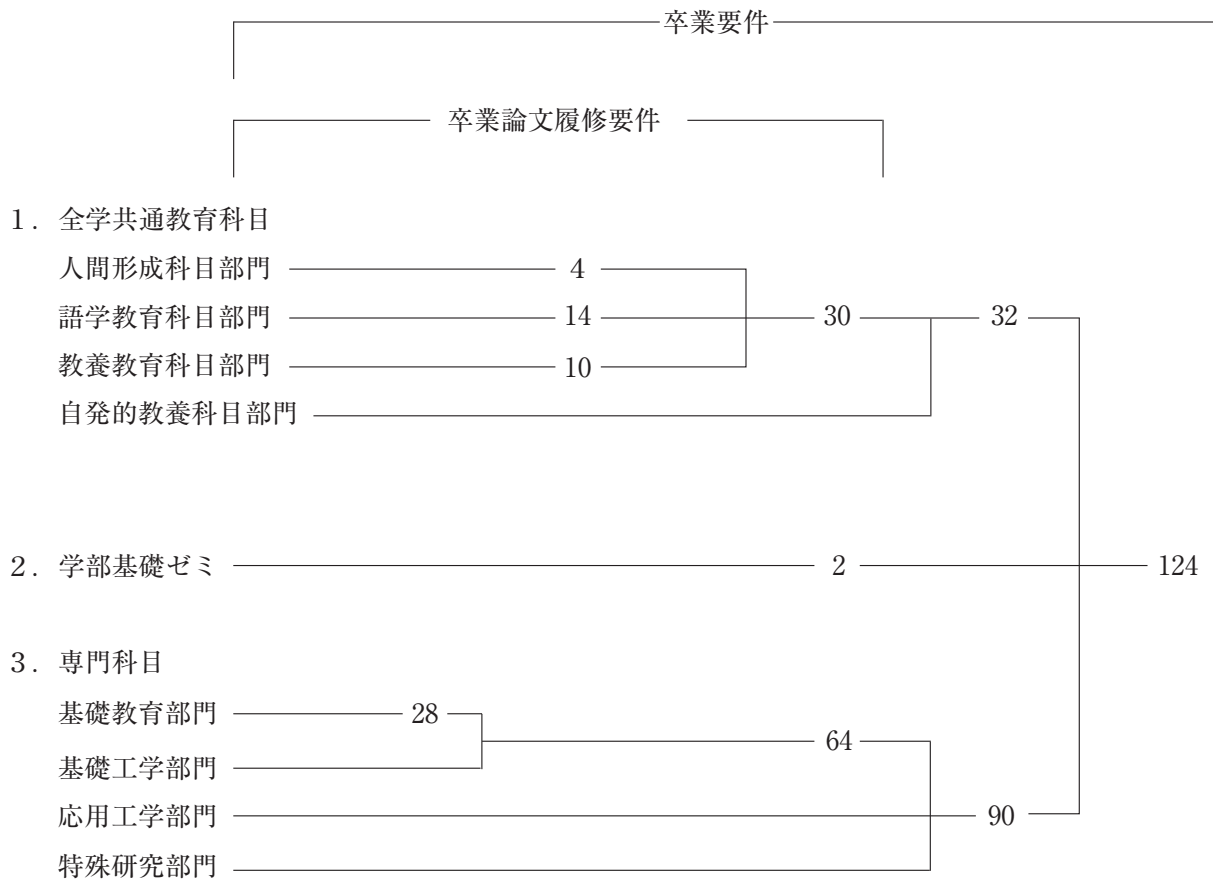 卒業要件
卒業論文履修要件
1. 全学共通教育科目
人間形成科目部門 4
語学教育科目部門 14 30 32
教養教育科目部門 10
自発的教養科目部門
2. 学部基礎ゼミ 2 124
3. 専門科目
基礎教育部門 28
64
基礎工学部門
応用工学部門 90
特殊研究部門